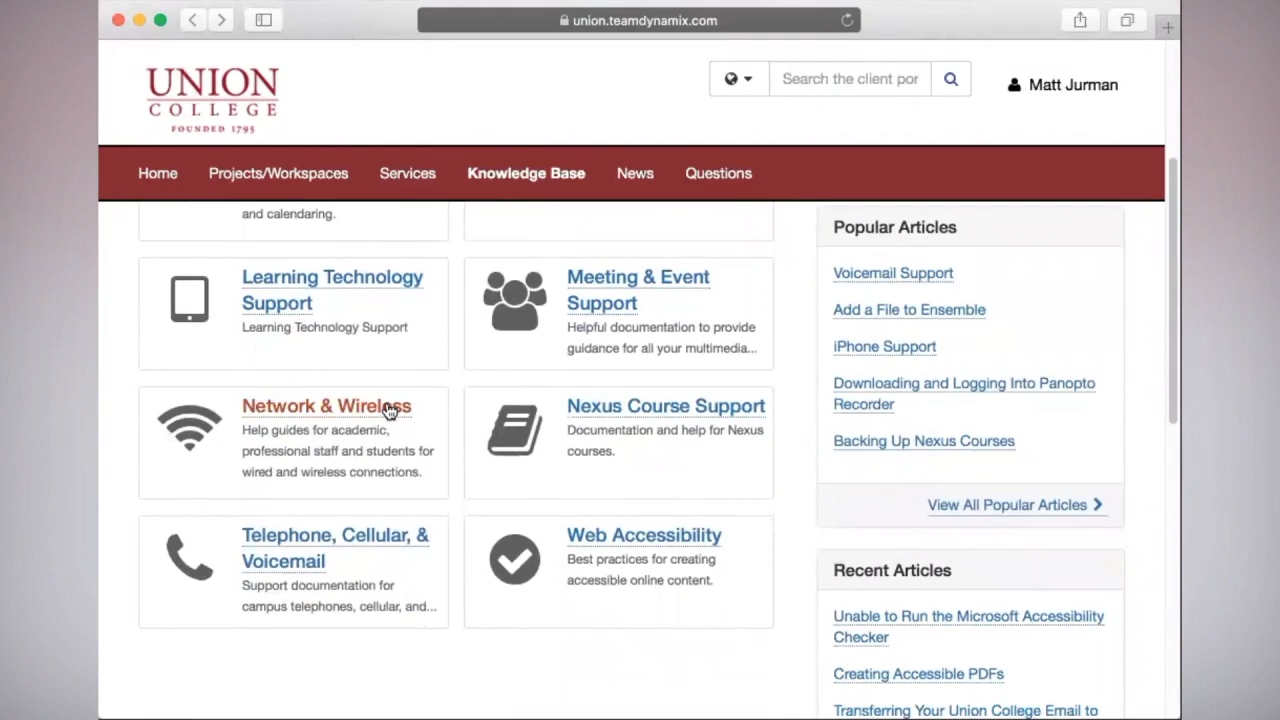 union.teamdynamix.com
UNION
COLLEGE
FOUNDED 1795
Search the client por
Matt Jurman
Home Projects/Workspaces Services Knowledge Base News Questions
and calendaring.
Learning Technology
Support
Learning Technology Support
Meeting & Event
Support
Helpful documentation to provide
guidance for all your multimedia...
Network & Wireless
Help guides for academic,
professional staff and students for
wired and wireless connections.
Nexus Course Support
Documentation and help for Nexus
courses.
Telephone, Cellular, &
Voicemail
Support documentation for
campus telephones, cellular, and...
Web Accessibility
Best practices for creating
accessible online content.
Popular Articles
Voicemail Support
Add a File to Ensemble
iPhone Support
Downloading and Logging Into Panopto
Recorder
Backing Up Nexus Courses
View All Popular Articles
Recent Articles
Unable to Run the Microsoft Accessibility
Checker
Creating Accessible PDFs
Transferring Your Union College Email to